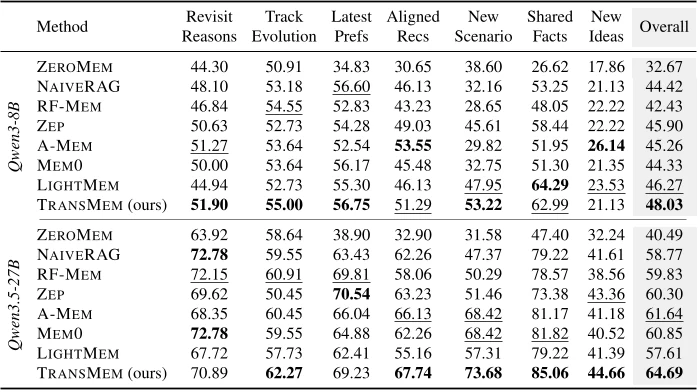 Method Revisit Reasons Track Evolution Latest Prefs Aligned Recs New Scenario Shared Facts New Ideas Overall
Qwen3-8B
ZEROMEM 44.30 50.91 34.83 30.65 38.60 26.62 17.86 32.67
NAIVERAG 48.10 53.18 56.60 46.13 32.16 53.25 21.13 44.42
RF-MEM 46.84 54.55 52.83 43.23 28.65 48.05 22.22 42.43
ZEP 50.63 52.73 54.28 49.03 45.61 58.44 22.22 45.90
A-MEM 51.27 53.64 52.54 53.55 29.82 51.95 26.14 45.26
MEM0 50.00 53.64 56.17 45.48 32.75 51.30 21.35 44.33
LIGHTMEM 44.94 52.73 55.30 46.13 47.95 64.29 23.53 46.27
TRANSMEM (ours) 51.90 55.00 56.75 51.29 53.22 62.99 21.13 48.03
Qwen3.5-27B
ZEROMEM 63.92 58.64 38.90 32.90 31.58 47.40 32.24 40.49
NAIVERAG 72.78 59.55 63.43 62.26 47.37 79.22 41.61 58.77
RF-MEM 72.15 60.91 69.81 58.06 50.29 78.57 38.56 59.83
ZEP 69.62 50.45 70.54 63.23 51.46 73.38 43.36 60.30
A-MEM 68.35 60.45 66.04 66.13 68.42 81.17 41.18 61.64
MEM0 72.78 59.55 64.88 62.26 68.42 81.82 40.52 60.85
LIGHTMEM 67.72 57.73 62.41 55.16 57.31 79.22 41.39 57.61
TRANSMEM (ours) 70.89 62.27 69.23 67.74 73.68 85.06 44.66 64.69